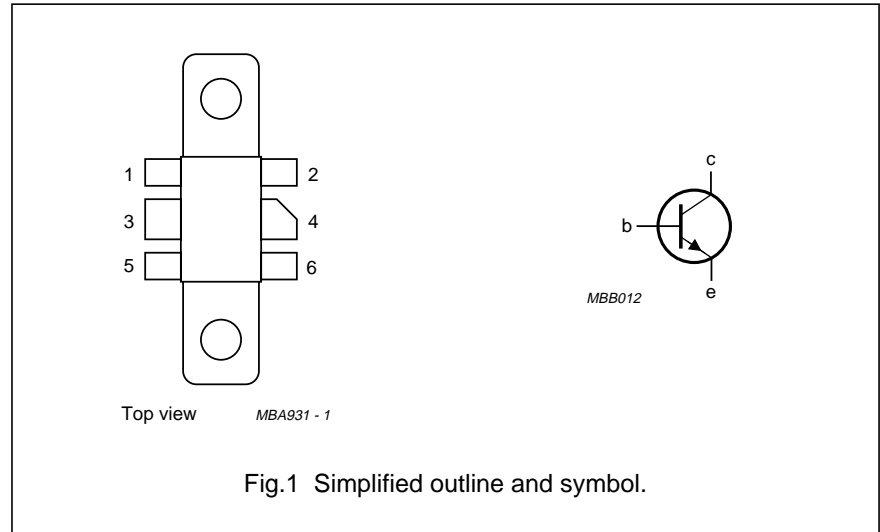 1 2
3 4
5 6
Top view MBA931 - 1
c
b
e
MBB012
Fig.1 Simplified outline and symbol.